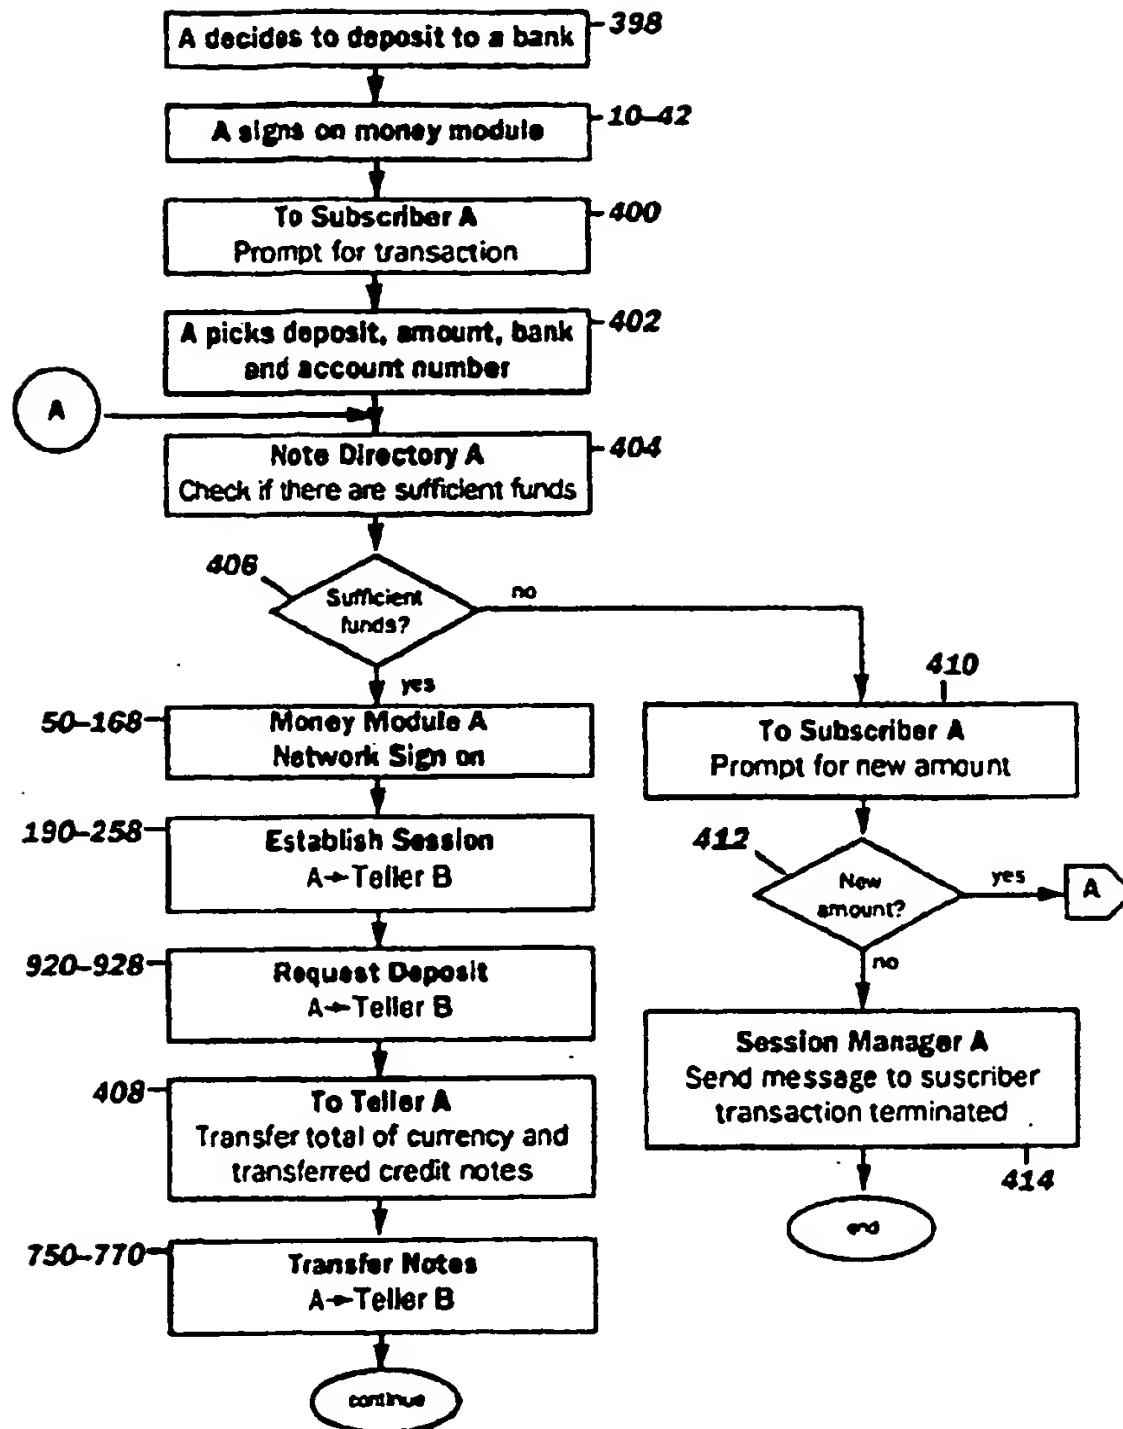 A decides to deposit to a bank
398
A signs on money module
10–42
To Subscriber A
Prompt for transaction
400
A picks deposit, amount, bank
and account number
402
A
Note Directory A
Check if there are sufficient funds
404
406
Sufficient
funds?
no
yes
50–168
Money Module A
Network Sign on
190–258
Establish Session
A→Teller B
920–928
Request Deposit
A→Teller B
408
To Teller A
Transfer total of currency and
transferred credit notes
750–770
Transfer Notes
A→Teller B
continue
410
To Subscriber A
Prompt for new amount
412
New
amount?
yes
A
no
Session Manager A
Send message to suscriber
transaction terminated
414
end